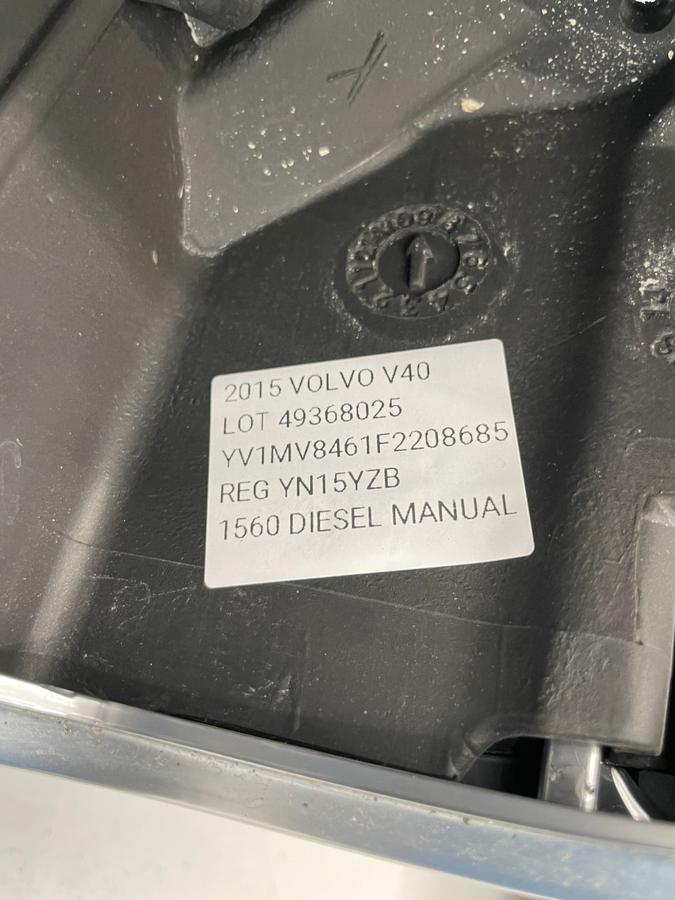 2015 VOLVO V40
LOT 49368025
YV1MV8461F2208685
REG YN15YZB
1560 DIESEL MANUAL